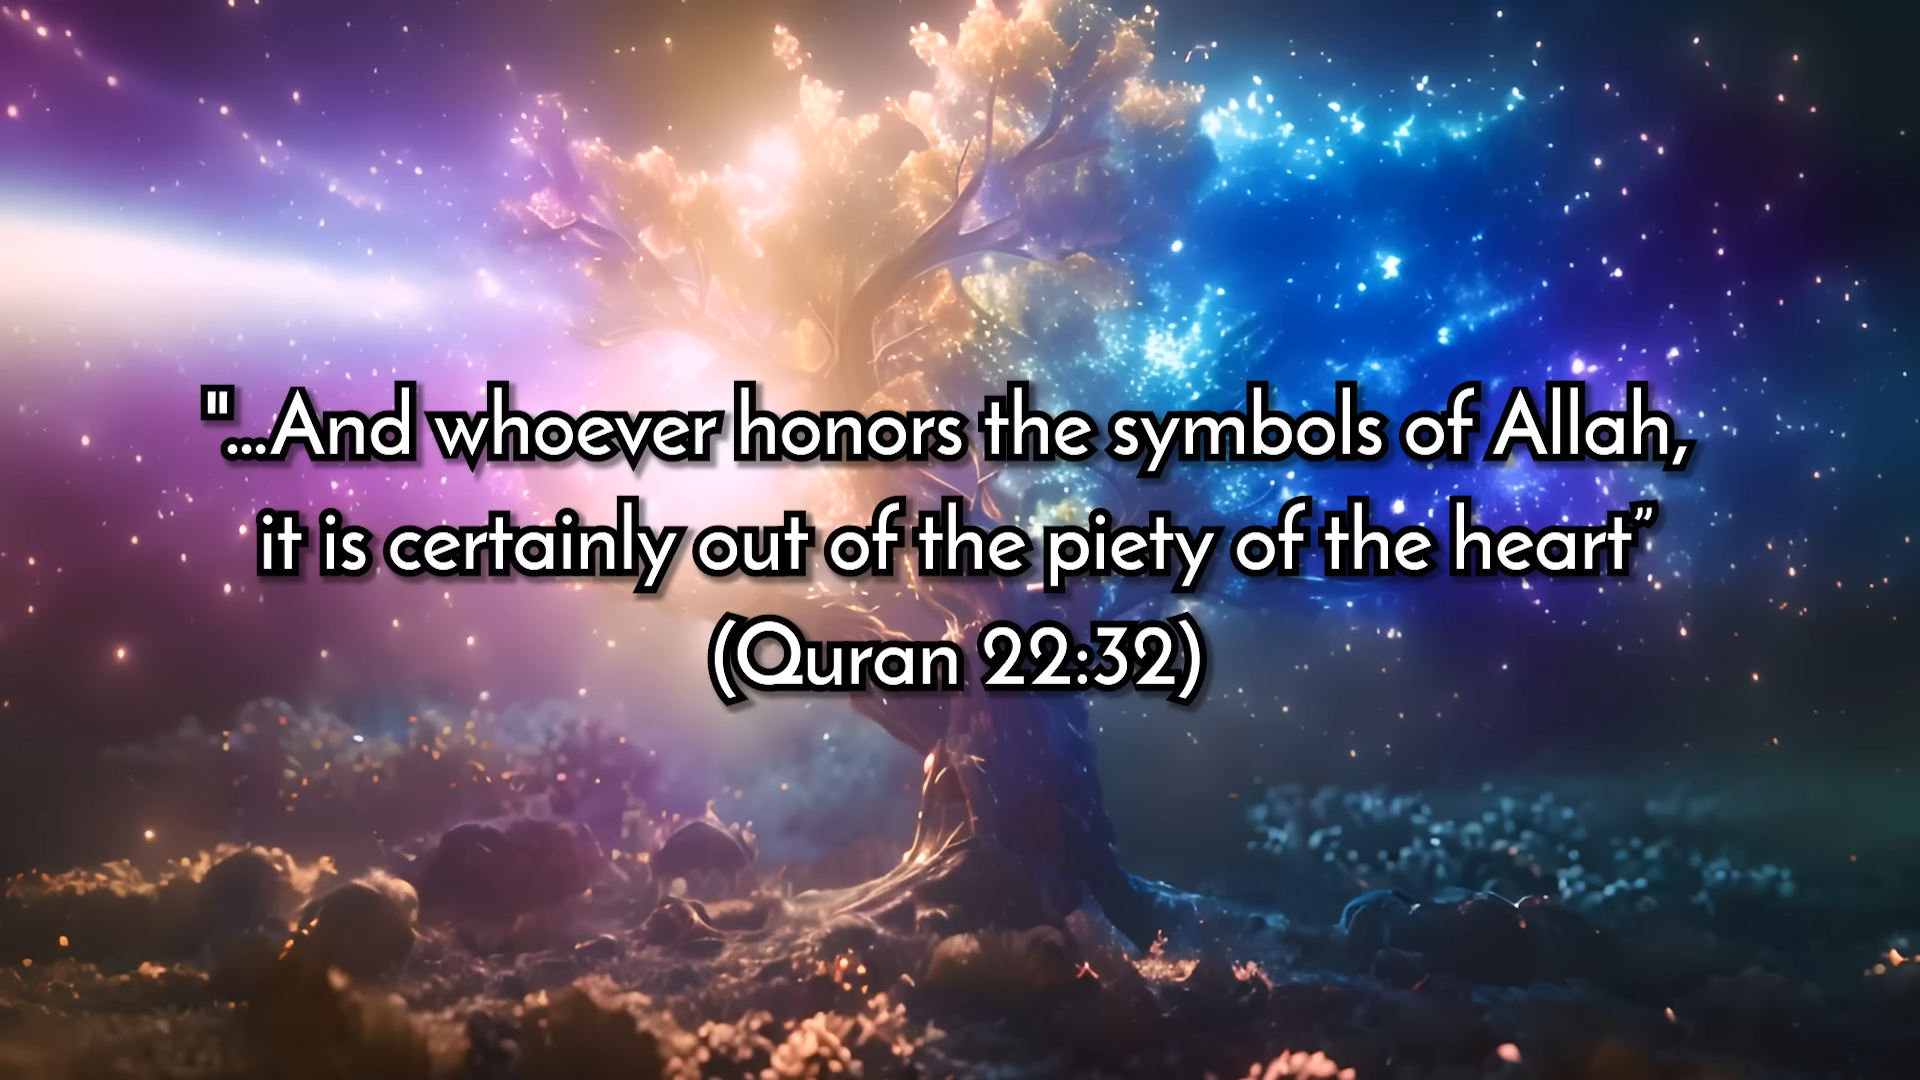 "...And whoever honors the symbols of Allah,
it is certainly out of the piety of the heart”
(Quran 22:32)